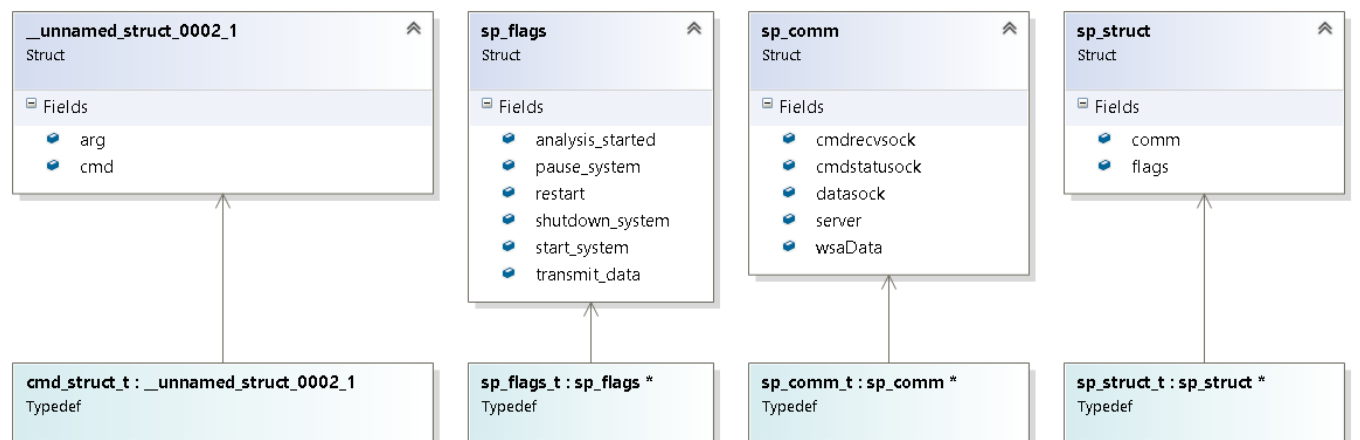 __unnamed_struct_0002_1
Struct
Fields
arg
cmd
cmd_struct_t : __unnamed_struct_0002_1
Typedef
sp_flags
Struct
Fields
analysis_started
pause_system
restart
shutdown_system
start_system
transmit_data
sp_flags_t : sp_flags *
Typedef
sp_comm
Struct
Fields
cmdrecvsock
cmdstatusock
datasock
server
wsaData
sp_comm_t : sp_comm *
Typedef
sp_struct
Struct
Fields
comm
flags
sp_struct_t : sp_struct *
Typedef